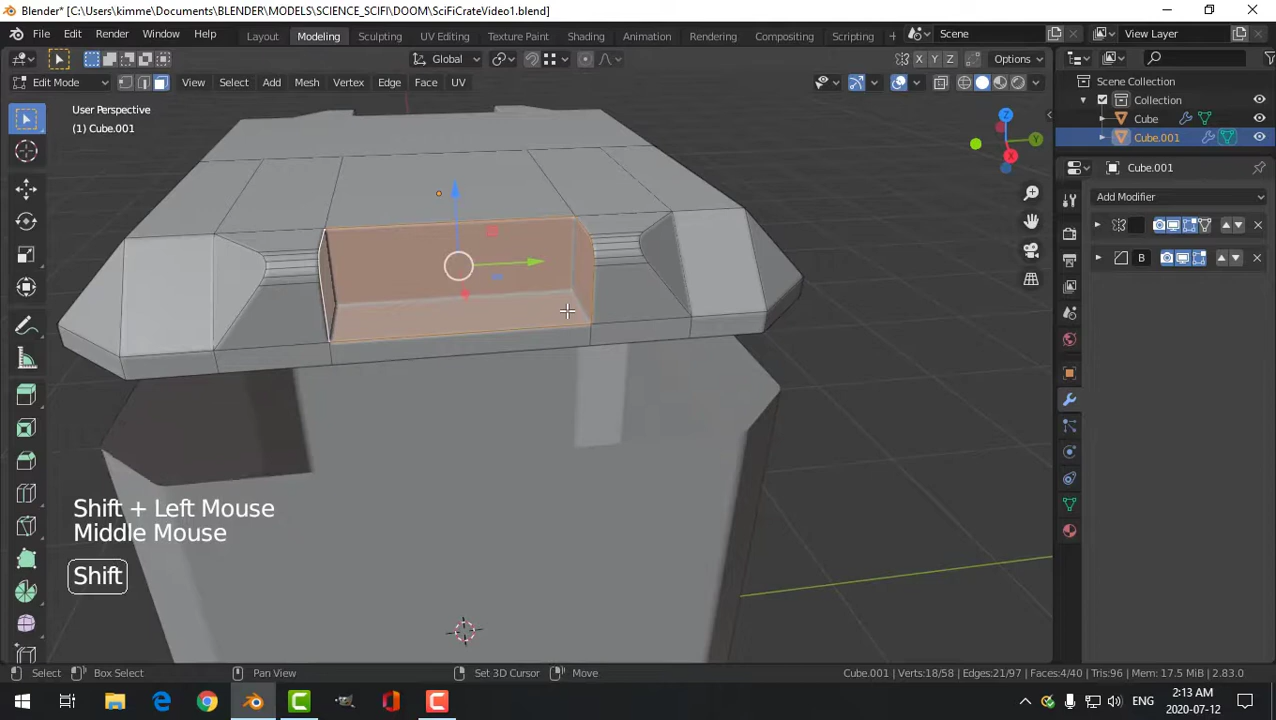 Blender* [C:\Users\kimme\Documents\BLENDER\MODELS\SCIENCE_SCIFI\DOOM\SciFiCrateVideo1.blend]
File Edit Render Window Help Layout Modeling Sculpting UV Editing Texture Paint Shading Animation Rendering Compositing Scripting + Scene View Layer
Global X Y Z Options
Edit Mode View Select Add Mesh Vertex Edge Face UV
User Perspective
(1) Cube.001
Z
Y
X
Scene Collection
Collection
Cube
Cube.001
Cube.001
Add Modifier
B
Shift + Left Mouse
Middle Mouse
Shift
Select Box Select Pan View Set 3D Cursor Move Cube.001 | Verts:18/58 | Edges:21/97 | Faces:4/40 | Tris:96 | Mem: 17.5 MiB | 2.83.0
ENG 2:13 AM
2020-07-12